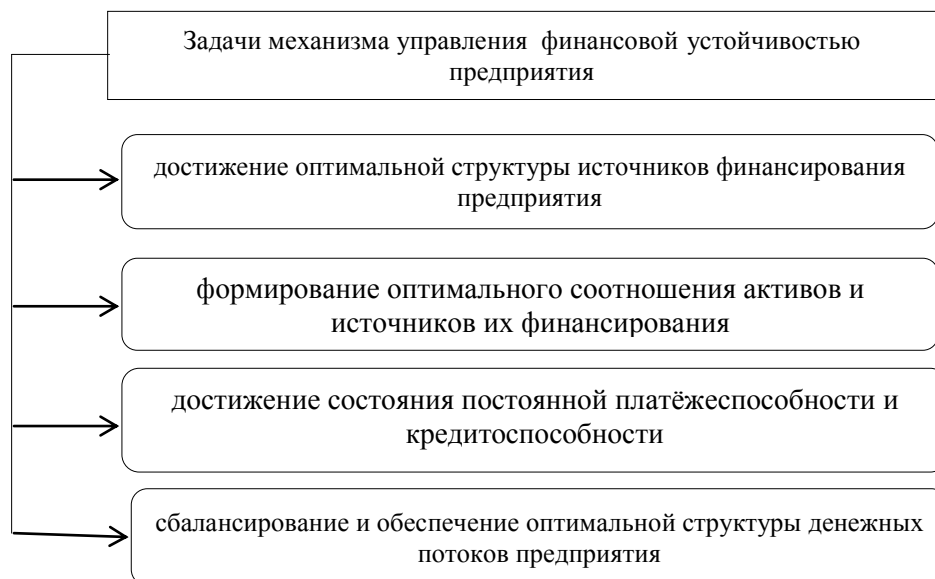 Задачи механизма управления финансовой устойчивостью
предприятия
достижение оптимальной структуры источников финансирования
предприятия
формирование оптимального соотношения активов и
источников их финансирования
достижение состояния постоянной платёжеспособности и
кредитоспособности
сбалансирование и обеспечение оптимальной структуры денежных
потоков предприятия